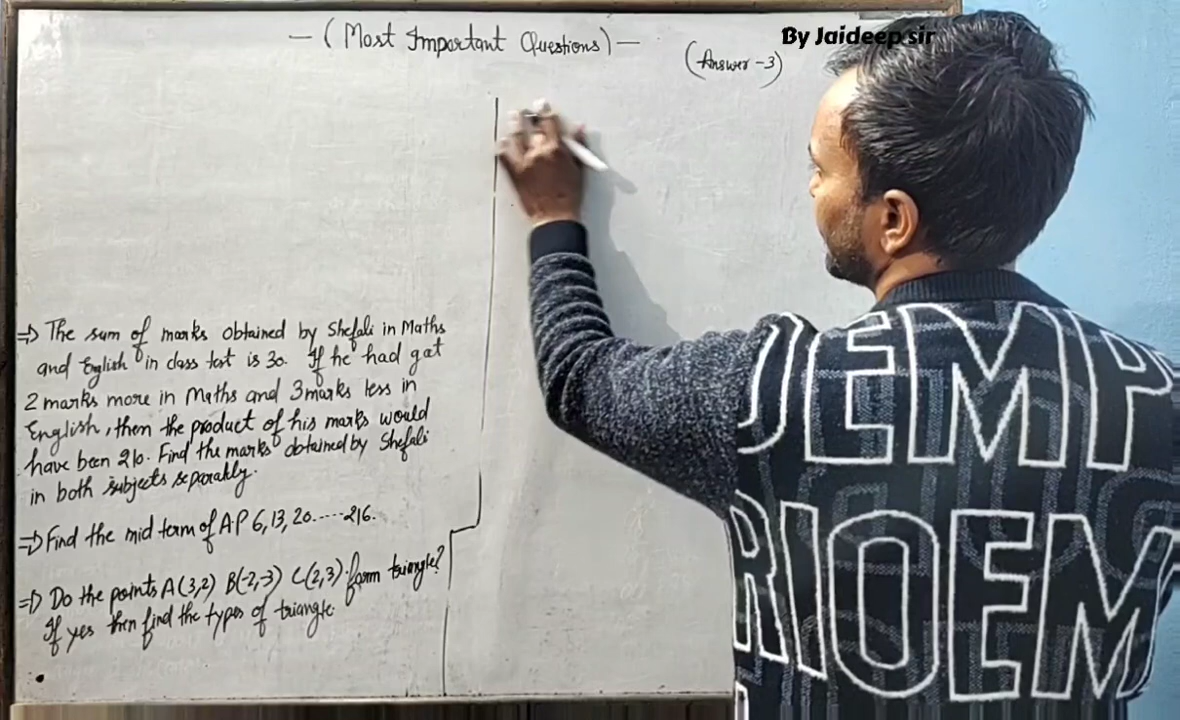 — ( Most Important Questions ) —
By Jaideep sir
(Answer - 3)
=> The sum of marks obtained by Shefali in Maths
and English in class test is 30. If he had got
2 marks more in Maths and 3 marks less in
English, then the product of his marks would
have been 210. Find the marks obtained by Shefali
in both subjects separately.
=> Find the mid term of A.P 6, 13, 20 ..... 216.
=> Do the points A(3,2) B(-2,-3) C(2,3) form triangle?
If yes then find the types of triangle.
DEMP
RIOEM